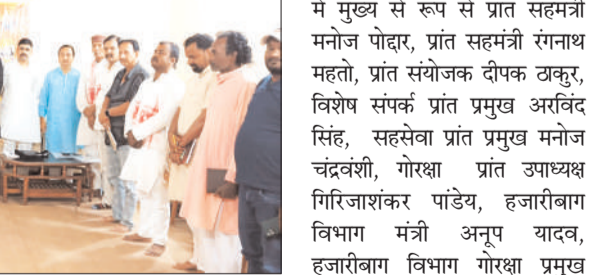 में मुख्य से रूप से प्रांत सहमंत्री
मनोज पोद्दार, प्रांत सहमंत्री रंगनाथ
महतो, प्रांत संयोजक दीपक ठाकुर,
विशेष संपर्क प्रांत प्रमुख अरविंद
सिंह, सहसेवा प्रांत प्रमुख मनोज
चंद्रवंशी, गोरक्षा प्रांत उपाध्यक्ष
गिरिजाशंकर पांडेय, हजारीबाग
विभाग मंत्री अनूप यादव,
हजारीबाग विभाग गोरक्षा प्रमुख